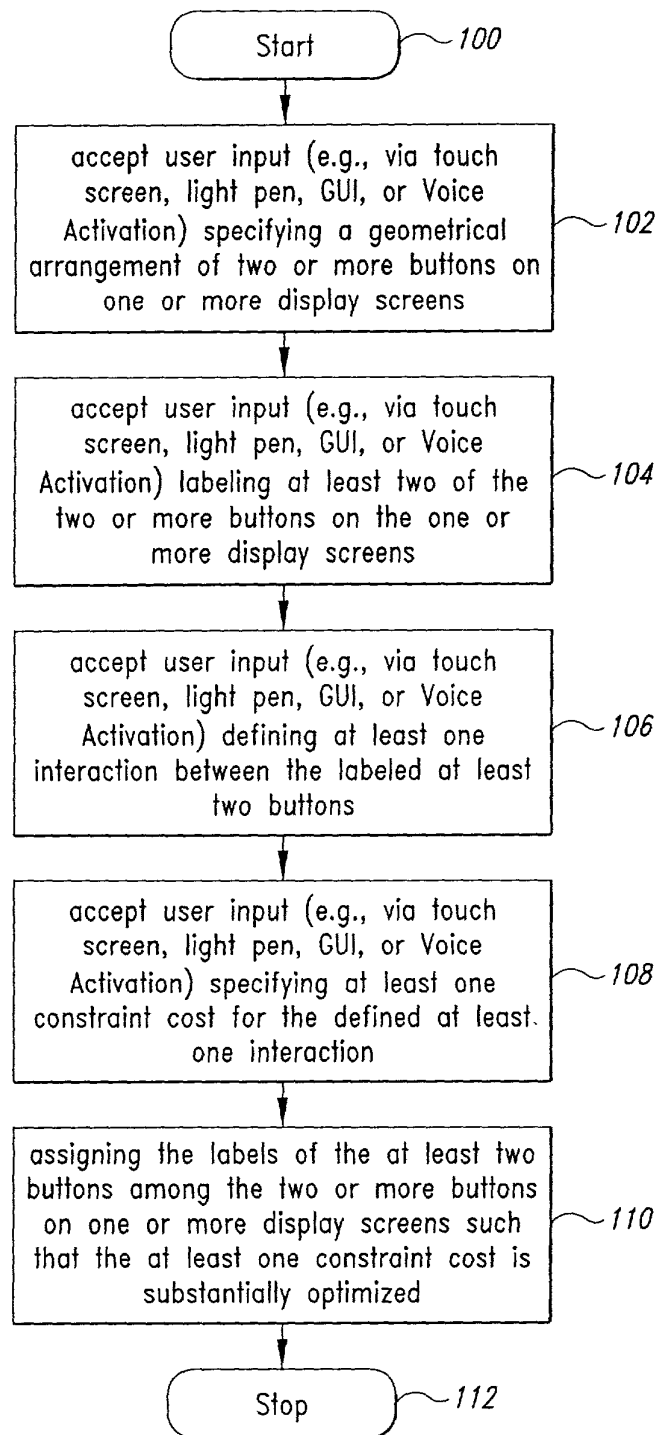 Start
100
accept user input (e.g., via touch
screen, light pen, GUI, or Voice
Activation) specifying a geometrical
arrangement of two or more buttons on
one or more display screens
102
accept user input (e.g., via touch
screen, light pen, GUI, or Voice
Activation) labeling at least two of the
two or more buttons on the one or
more display screens
104
accept user input (e.g., via touch
screen, light pen, GUI, or Voice
Activation) defining at least one
interaction between the labeled at least
two buttons
106
accept user input (e.g., via touch
screen, light pen, GUI, or Voice
Activation) specifying at least one
constraint cost for the defined at least
one interaction
108
assigning the labels of the at least two
buttons among the two or more buttons
on one or more display screens such
that the at least one constraint cost is
substantially optimized
110
Stop
112